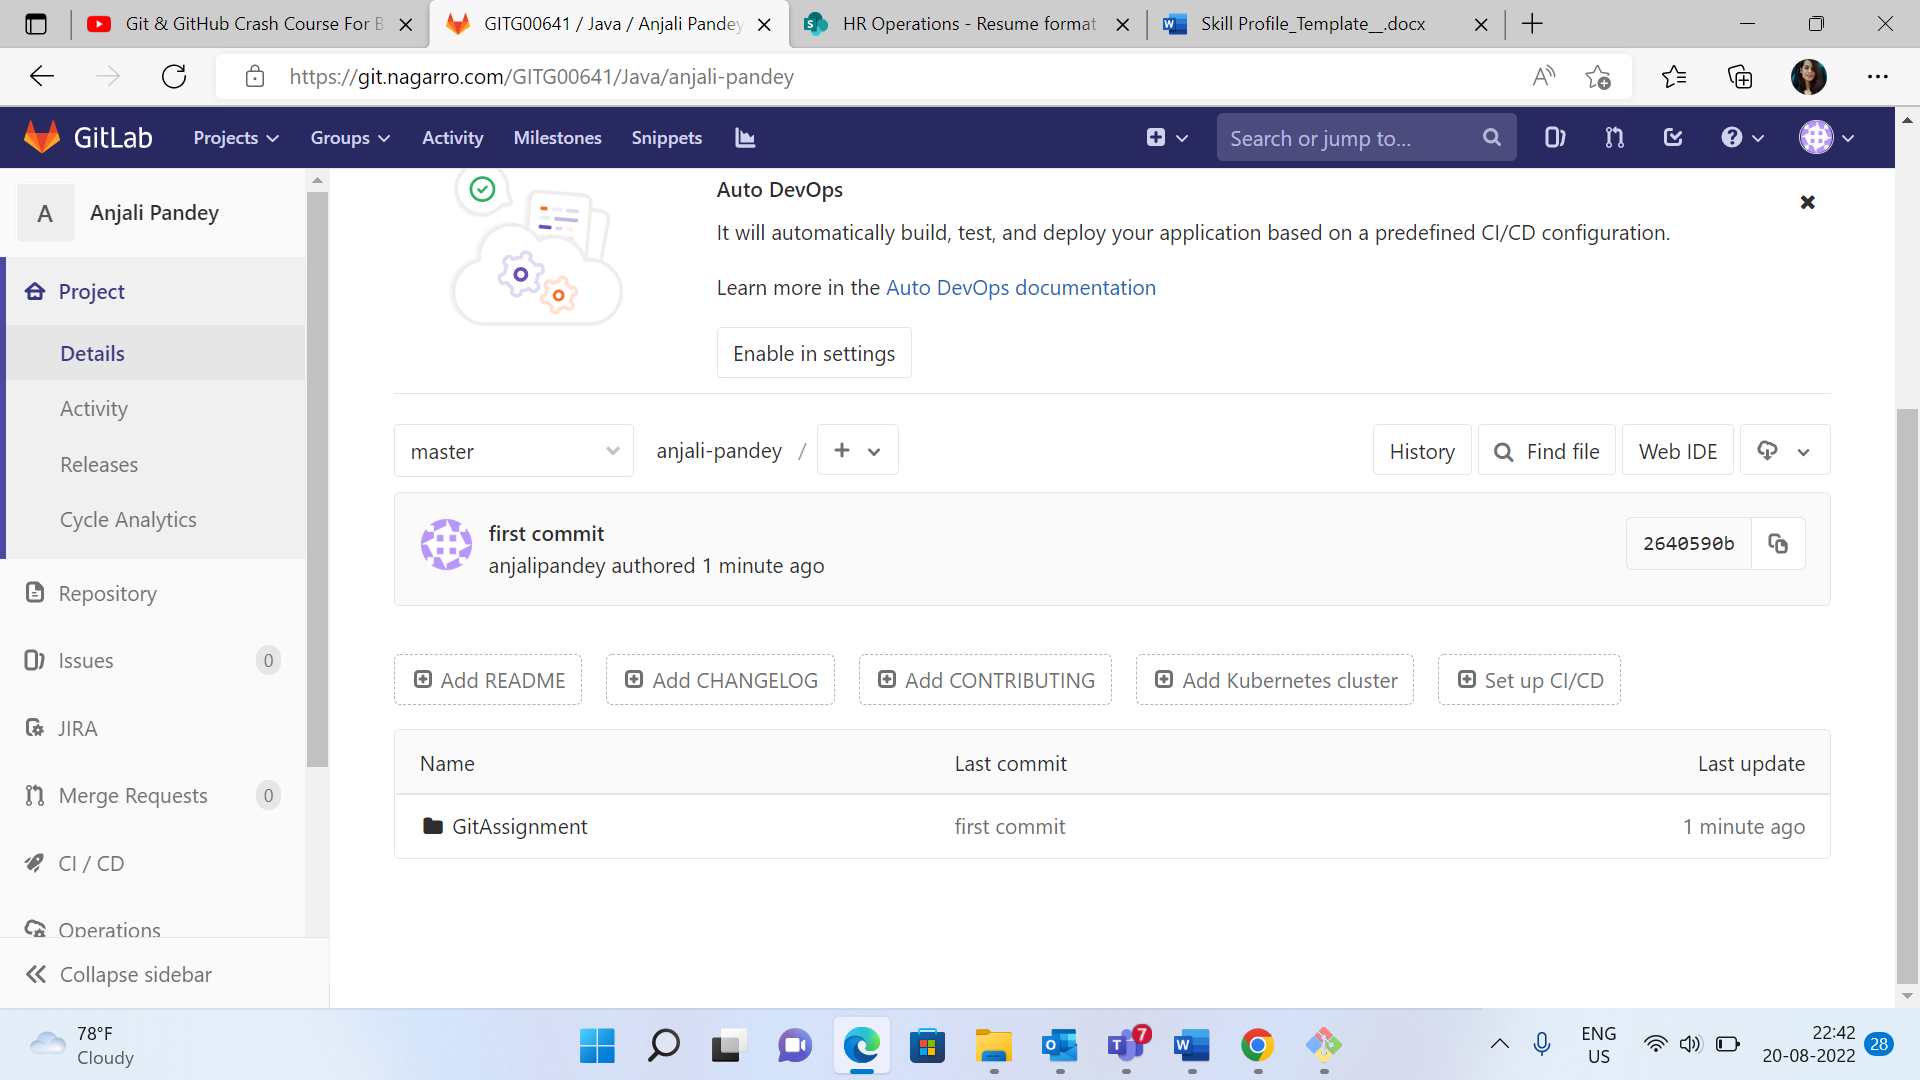 Git & GitHub Crash Course For B
GITG00641 / Java / Anjali Pandey
HR Operations - Resume format
Skill Profile_Template__.docx
https://git.nagarro.com/GITG00641/Java/anjali-pandey
GitLab
Projects
Groups
Activity
Milestones
Snippets
Search or jump to...
A
Anjali Pandey
Project
Details
Activity
Releases
Cycle Analytics
Repository
Issues
0
JIRA
Merge Requests
0
CI / CD
Operations
Collapse sidebar
Auto DevOps
It will automatically build, test, and deploy your application based on a predefined CI/CD configuration.
Learn more in the Auto DevOps documentation
Enable in settings
master
anjali-pandey /
History
Find file
Web IDE
first commit
anjalipandey authored 1 minute ago
2640590b
Add README
Add CHANGELOG
Add CONTRIBUTING
Add Kubernetes cluster
Set up CI/CD
Name
Last commit
Last update
GitAssignment
first commit
1 minute ago
78°F
Cloudy
7
ENG
US
22:42
20-08-2022
28